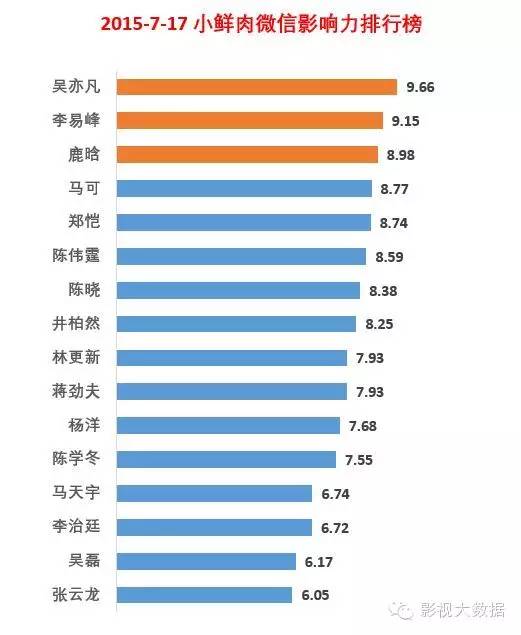 2015-7-17 小鲜肉微信影响力排行榜
吴亦凡 9.66
李易峰 9.15
鹿晗 8.98
马可 8.77
郑恺 8.74
陈伟霆 8.59
陈晓 8.38
井柏然 8.25
林更新 7.93
蒋劲夫 7.93
杨洋 7.68
陈学冬 7.55
马天宇 6.74
李治廷 6.72
吴磊 6.17
张云龙 6.05
影视大数据